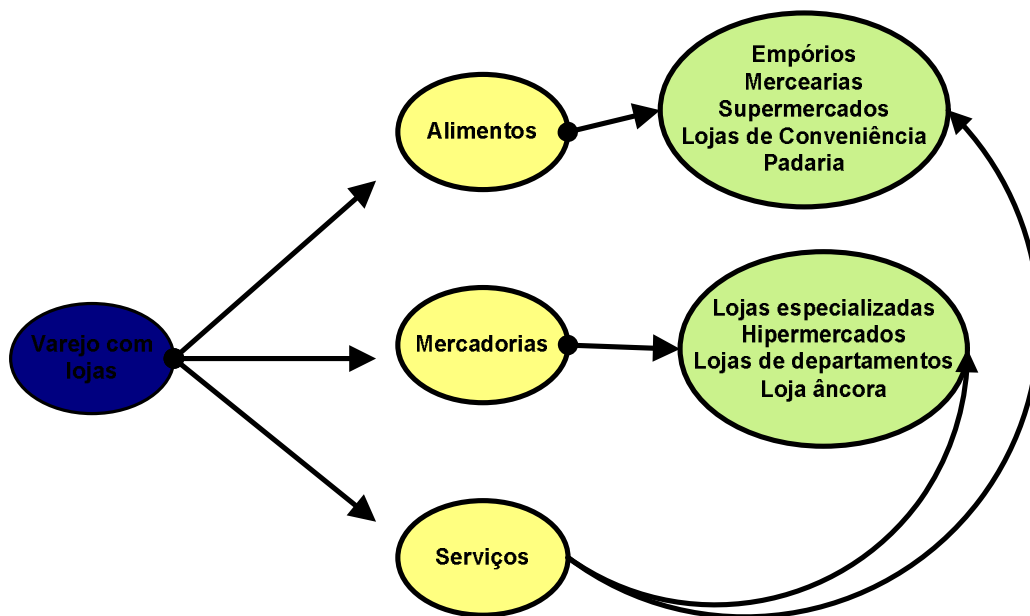 Varejo com
lojas
Alimentos
Empórios
Mercearias
Supermercados
Lojas de Conveniência
Padaria
Mercadorias
Lojas especializadas
Hipermercados
Lojas de departamentos
Loja âncora
Serviços